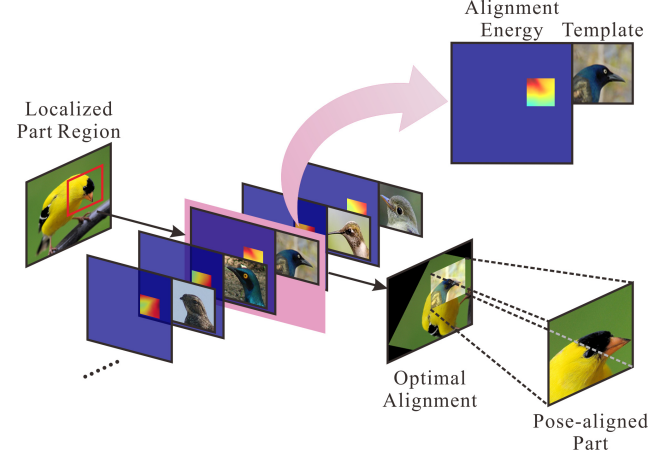 Alignment
Energy
Template
Localized
Part Region
Optimal
Alignment
Pose-aligned
Part